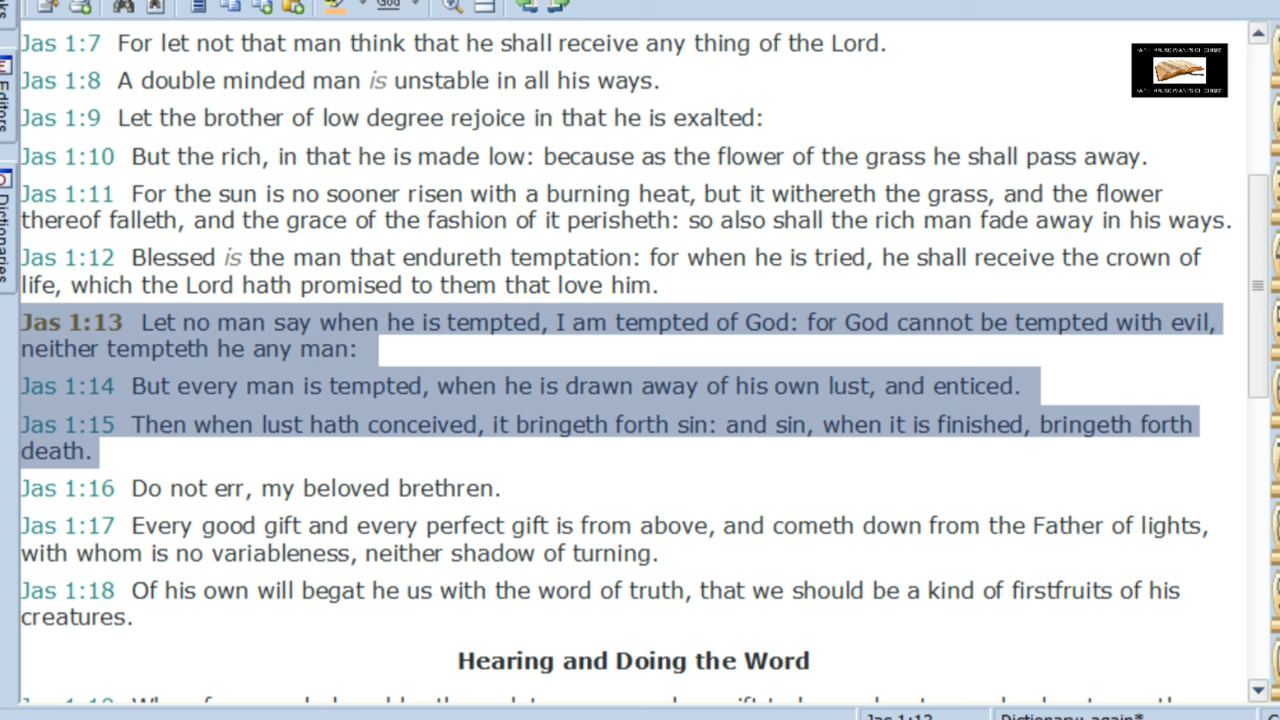 Jas 1:7 For let not that man think that he shall receive any thing of the Lord.
Jas 1:8 A double minded man is unstable in all his ways.
Jas 1:9 Let the brother of low degree rejoice in that he is exalted:
Jas 1:10 But the rich, in that he is made low: because as the flower of the grass he shall pass away.
Jas 1:11 For the sun is no sooner risen with a burning heat, but it withereth the grass, and the flower
thereof falleth, and the grace of the fashion of it perisheth: so also shall the rich man fade away in his ways.
Jas 1:12 Blessed is the man that endureth temptation: for when he is tried, he shall receive the crown of
life, which the Lord hath promised to them that love him.
Jas 1:13 Let no man say when he is tempted, I am tempted of God: for God cannot be tempted with evil,
neither tempteth he any man:
Jas 1:14 But every man is tempted, when he is drawn away of his own lust, and enticed.
Jas 1:15 Then when lust hath conceived, it bringeth forth sin: and sin, when it is finished, bringeth forth
death.
Jas 1:16 Do not err, my beloved brethren.
Jas 1:17 Every good gift and every perfect gift is from above, and cometh down from the Father of lights,
with whom is no variableness, neither shadow of turning.
Jas 1:18 Of his own will begat he us with the word of truth, that we should be a kind of firstfruits of his
creatures.
Hearing and Doing the Word
Editors
Dictionaries
God
Jas 1:13
Dictionary: again*